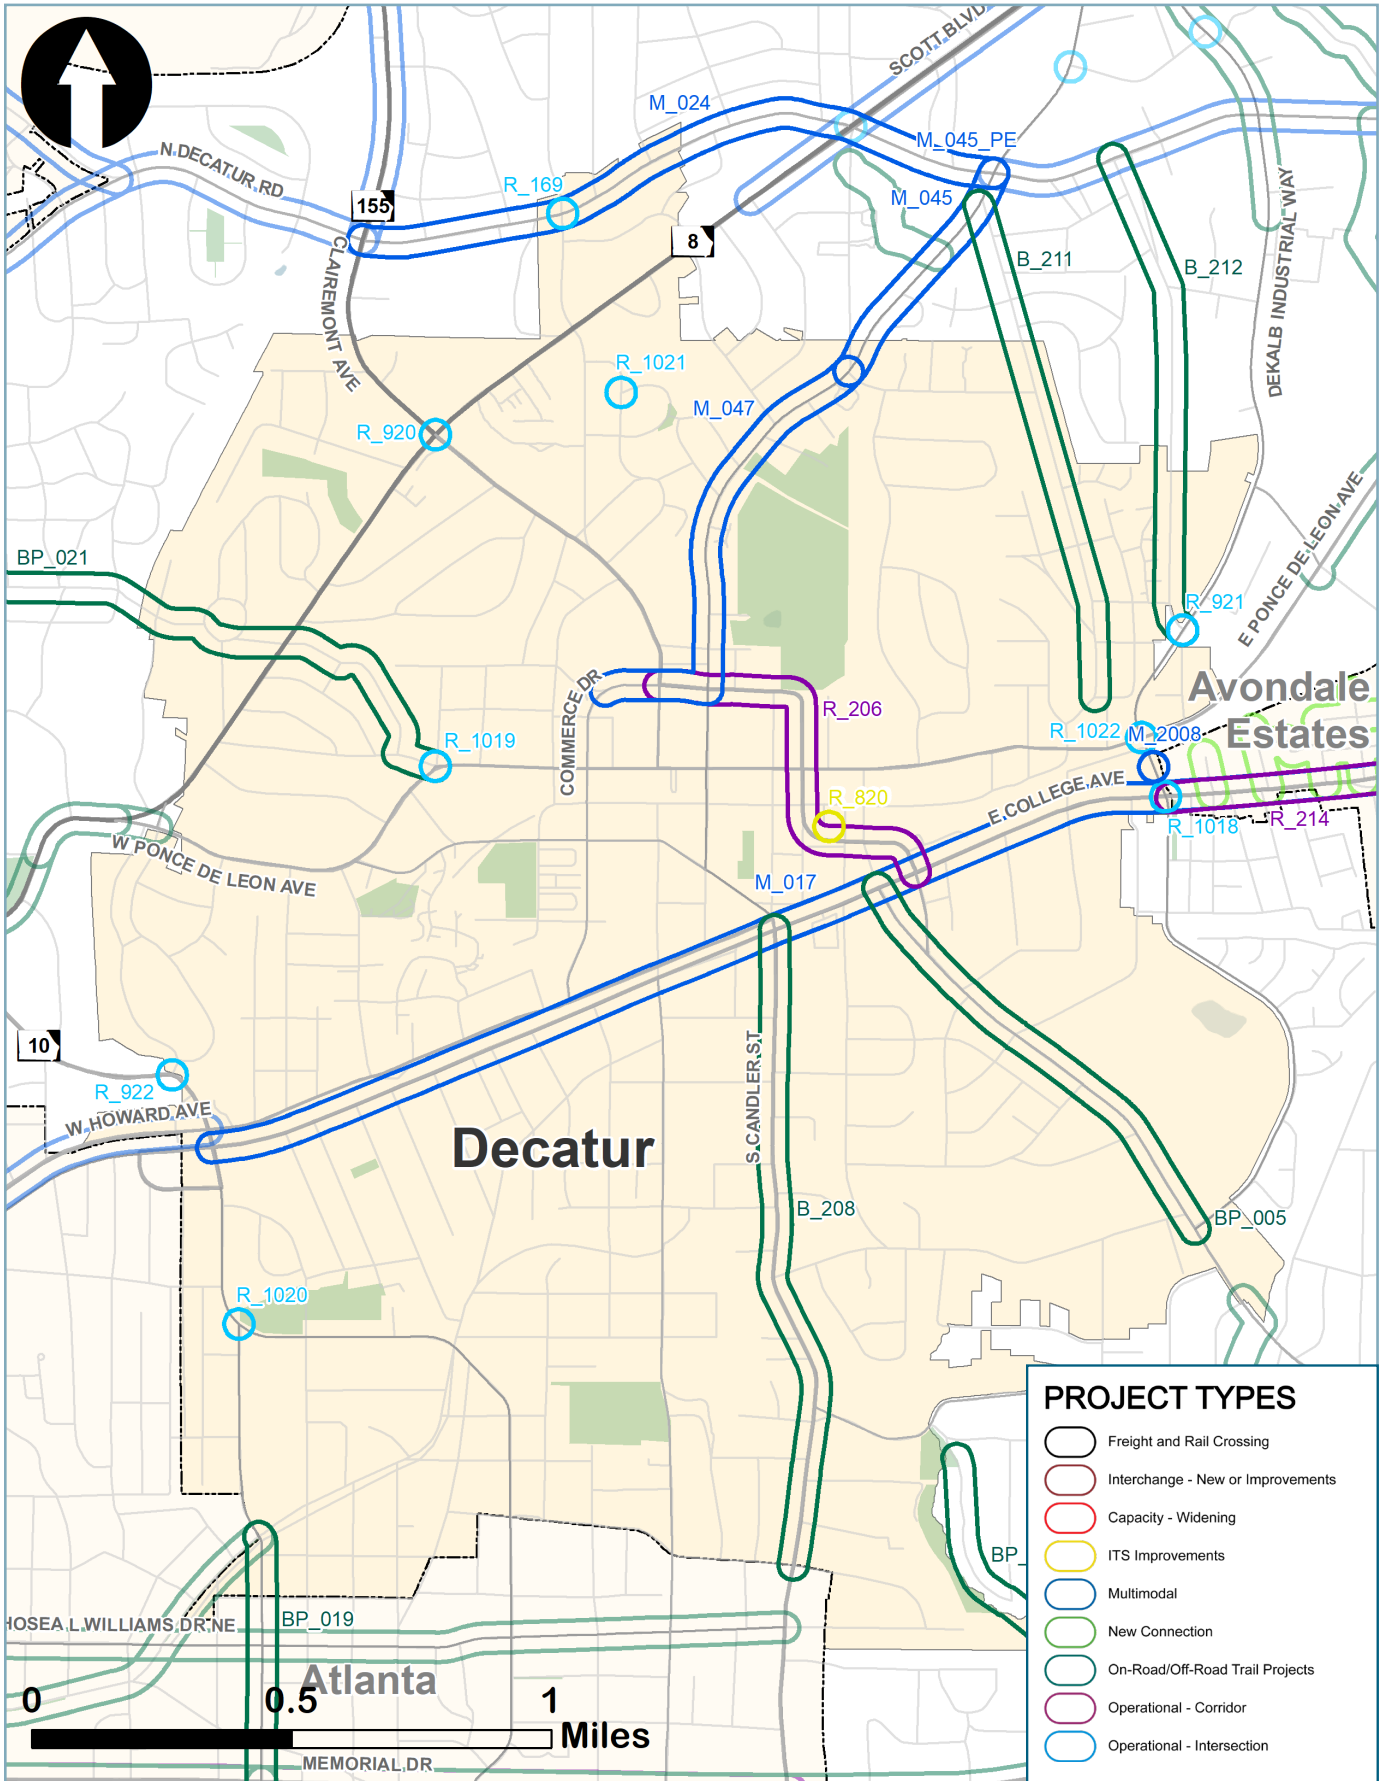 SCOTT BLVD
M_024
M_045_PE
N DECATUR RD
R_169
155
M_045
8
B_211
B_212
CLAIREMONT AVE
DEKALB INDUSTRIAL WAY
R_1021
M_047
R_920
E PONCE DE LEON AVE
BP_021
R_921
Avondale
Estates
COMMERCE DR
R_206
R_1022
M_2008
R_1019
R_820
E COLLEGE AVE
R_1018
R_214
W PONCE DE LEON AVE
M_017
10
R_922
W HOWARD AVE
S CANDLER ST
Decatur
B_208
BP_005
R_1020
BP_
BP_019
HOSEA L WILLIAMS DR NE
Atlanta
0
0.5
1
Miles
MEMORIAL DR
PROJECT TYPES
Freight and Rail Crossing
Interchange - New or Improvements
Capacity - Widening
ITS Improvements
Multimodal
New Connection
On-Road/Off-Road Trail Projects
Operational - Corridor
Operational - Intersection